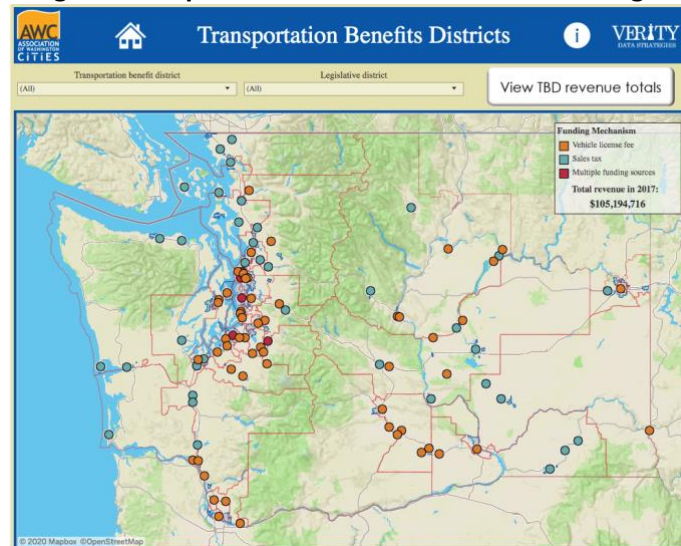 AWC
ASSOCIATION
OF WASHINGTON
CITIES
Transportation Benefits Districts
i
VERITY
DATA STRATEGIES
Transportation benefit district
Legislative district
(All)
(All)
View TBD revenue totals
Funding Mechanism
Vehicle license fee
Sales tax
Multiple funding sources
Total revenue in 2017:
$105,194,716
© 2020 Mapbox ©OpenStreetMap